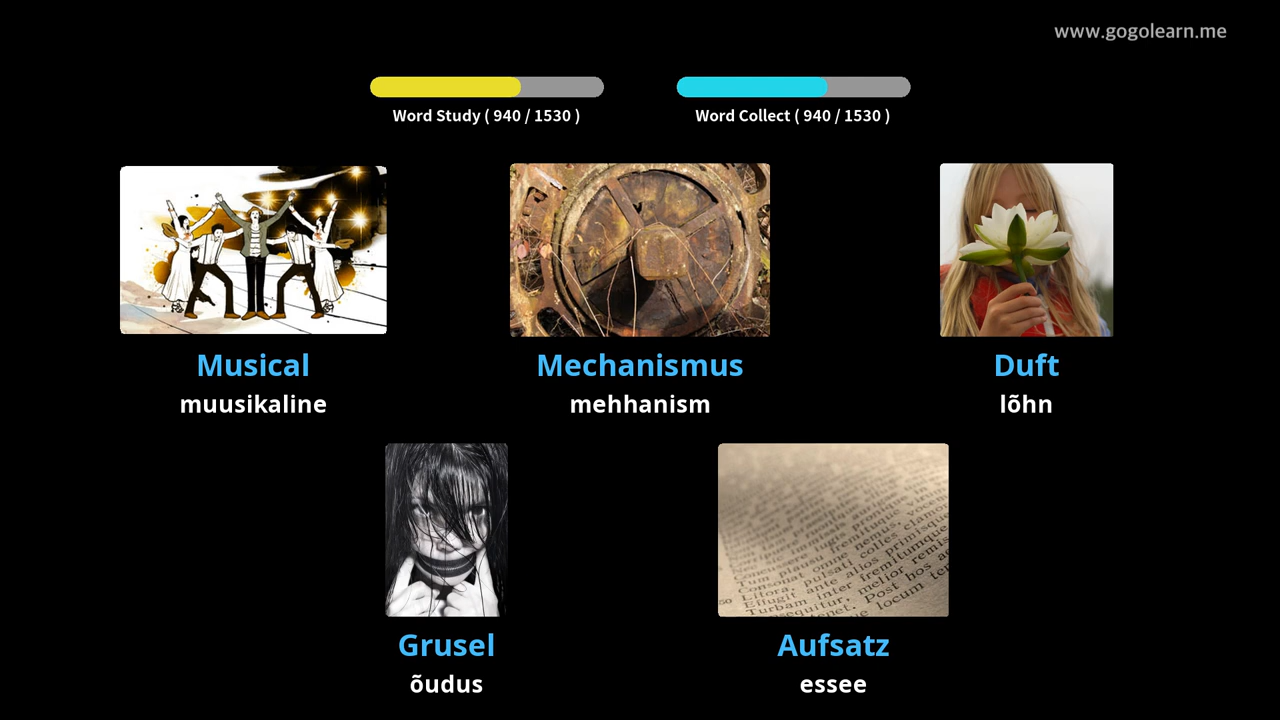 www.gogolearn.me
Word Study ( 940 / 1530 )
Word Collect ( 940 / 1530 )
Musical
muusikaline
Mechanismus
mehhanism
Duft
lõhn
Grusel
õudus
Aufsatz
essee